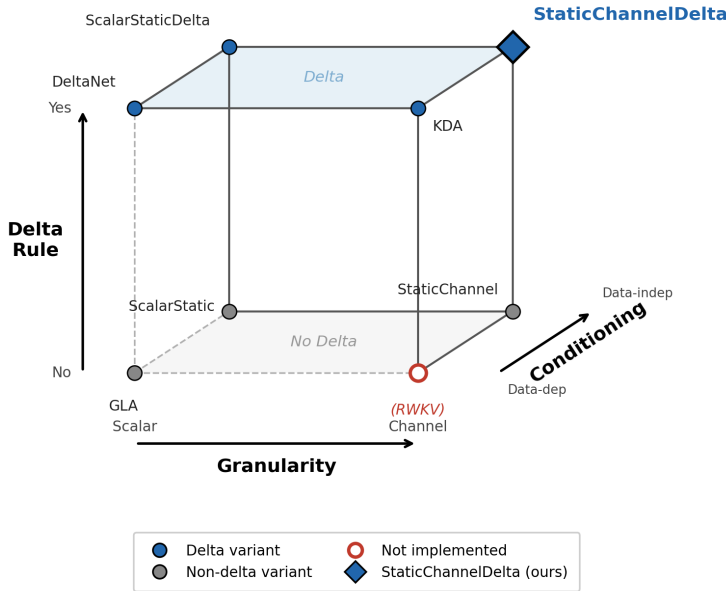 StaticChannelDelta
ScalarStaticDelta
Delta
DeltaNet
Yes
KDA
Delta
Rule
StaticChannel
Data-indep
ScalarStatic
Conditioning
No Delta
No
Data-dep
GLA
(RWKV)
Scalar
Channel
Granularity
Delta variant
Non-delta variant
Not implemented
StaticChannelDelta (ours)